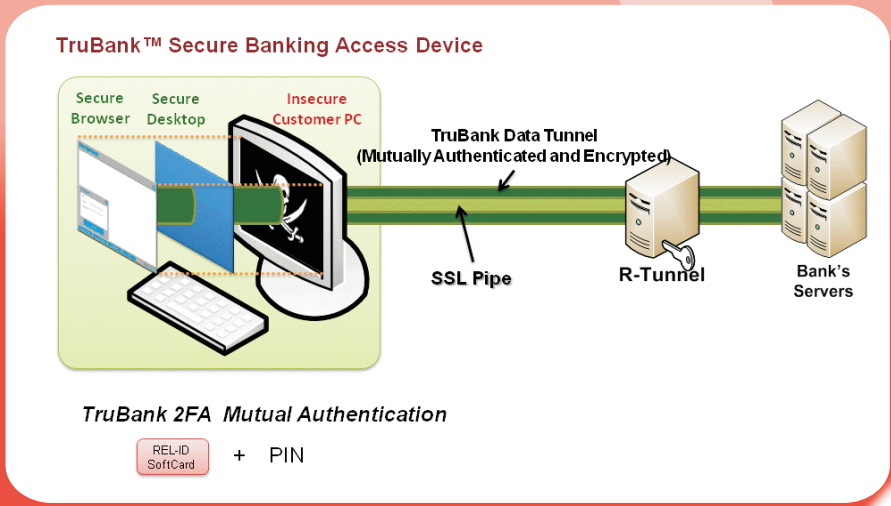 TruBank™ Secure Banking Access Device
Secure
Browser
Secure
Desktop
Insecure
Customer PC
TruBank Data Tunnel
(Mutually Authenticated and Encrypted)
SSL Pipe
R-Tunnel
Bank's
Servers
TruBank 2FA Mutual Authentication
REL-ID
SoftCard
+ PIN